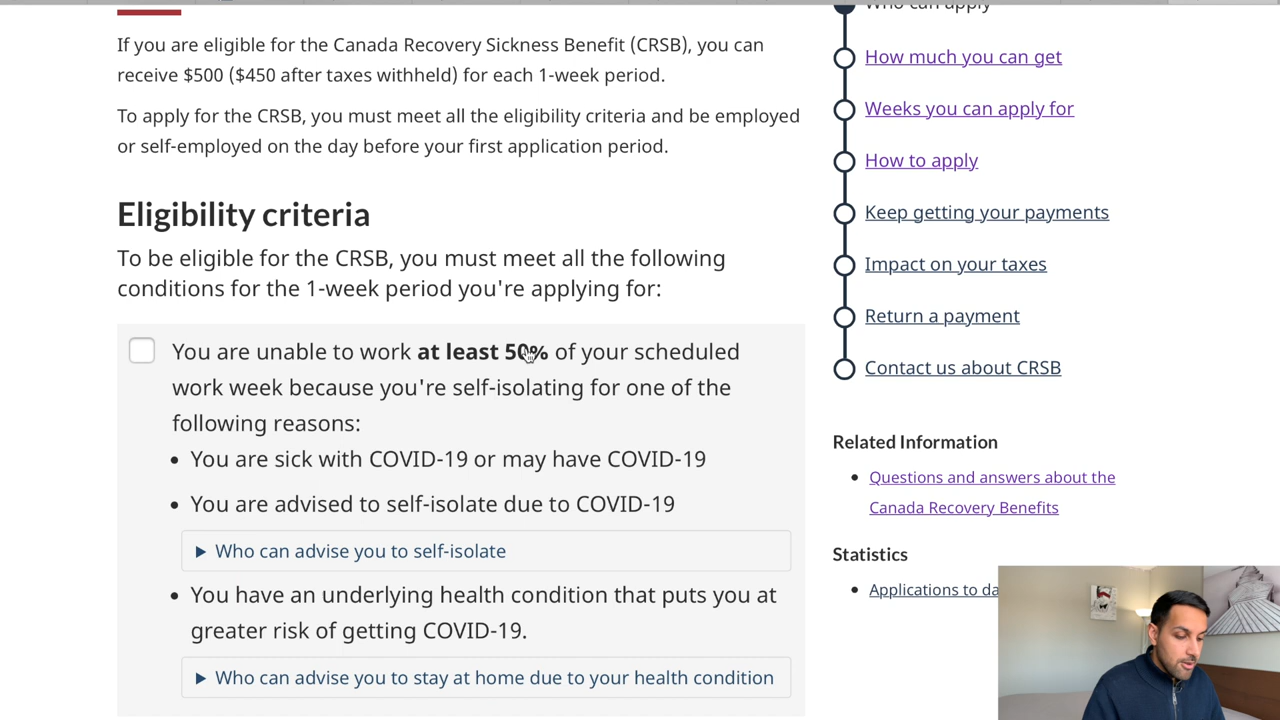 If you are eligible for the Canada Recovery Sickness Benefit (CRSB), you can
receive $500 ($450 after taxes withheld) for each 1-week period.
To apply for the CRSB, you must meet all the eligibility criteria and be employed
or self-employed on the day before your first application period.
Eligibility criteria
To be eligible for the CRSB, you must meet all the following
conditions for the 1-week period you're applying for:
You are unable to work at least 50% of your scheduled
work week because you're self-isolating for one of the
following reasons:
• You are sick with COVID-19 or may have COVID-19
• You are advised to self-isolate due to COVID-19
▶ Who can advise you to self-isolate
• You have an underlying health condition that puts you at
greater risk of getting COVID-19.
▶ Who can advise you to stay at home due to your health condition
Who can apply
How much you can get
Weeks you can apply for
How to apply
Keep getting your payments
Impact on your taxes
Return a payment
Contact us about CRSB
Related Information
• Questions and answers about the
Canada Recovery Benefits
Statistics
• Applications to da